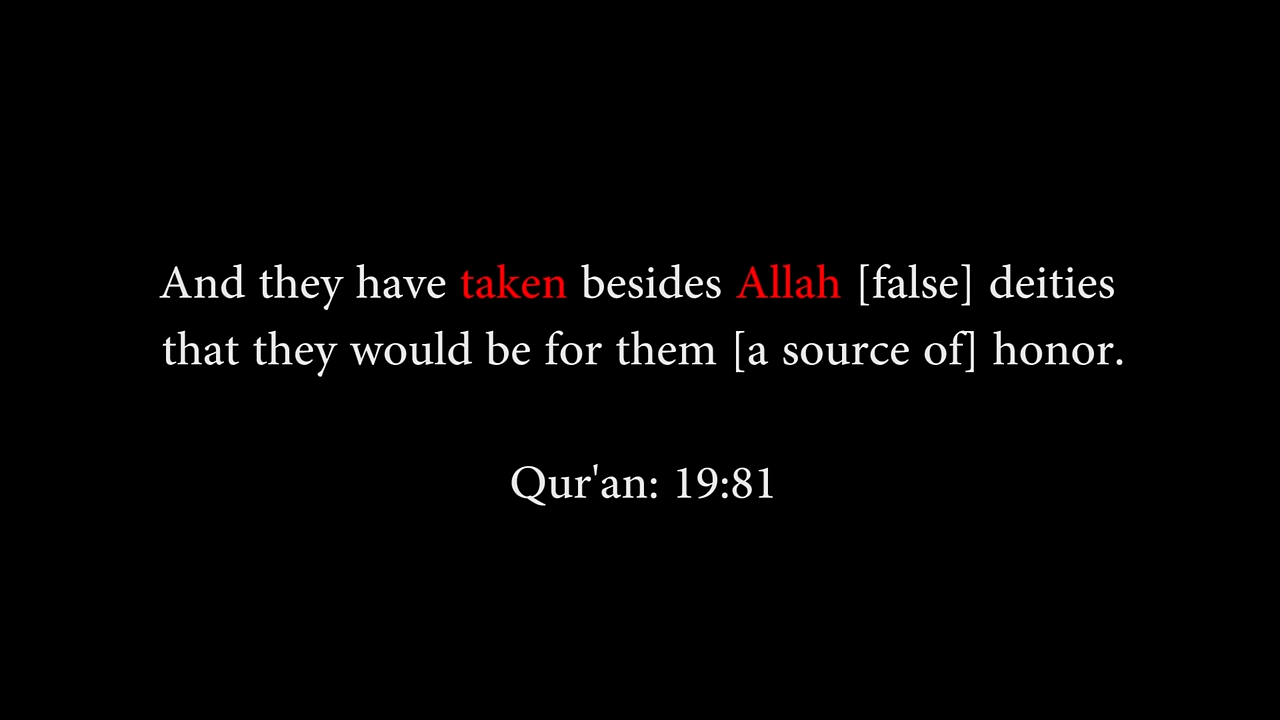 And they have taken besides Allah [false] deities
that they would be for them [a source of] honor.
Qur'an: 19:81